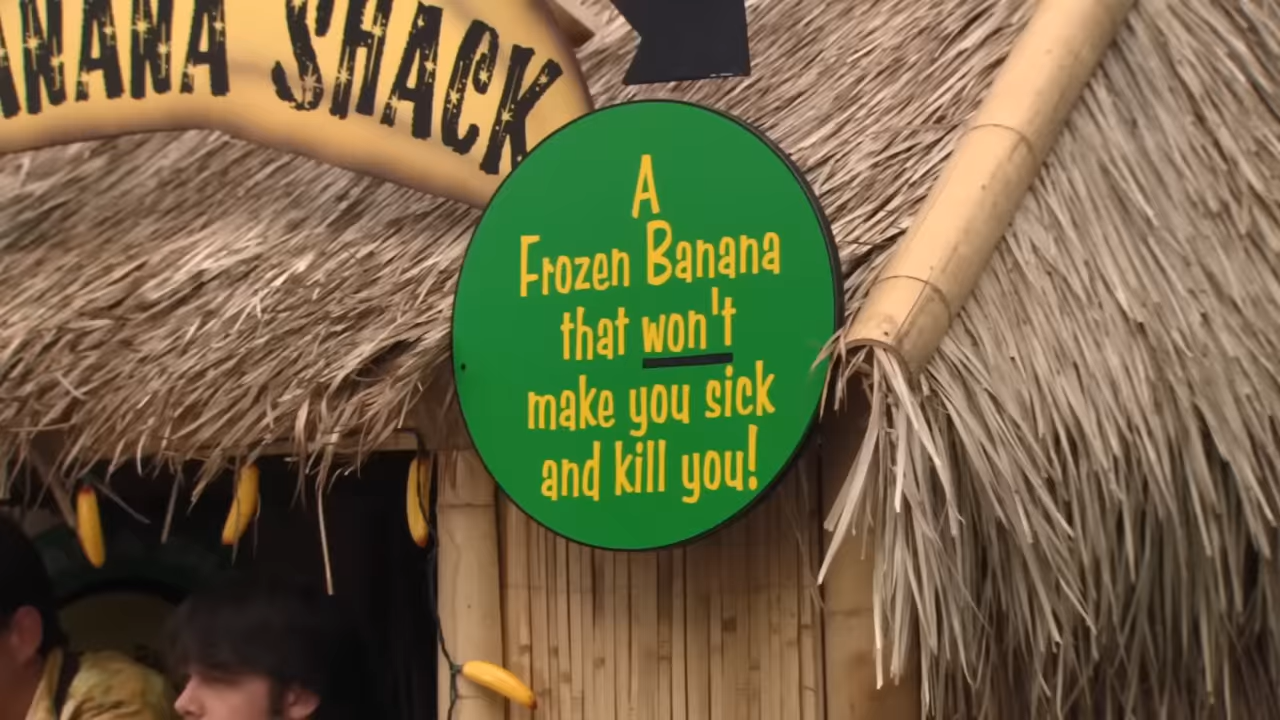 ANANA SHACK
A
Frozen Banana
that won't
make you sick
and kill you!